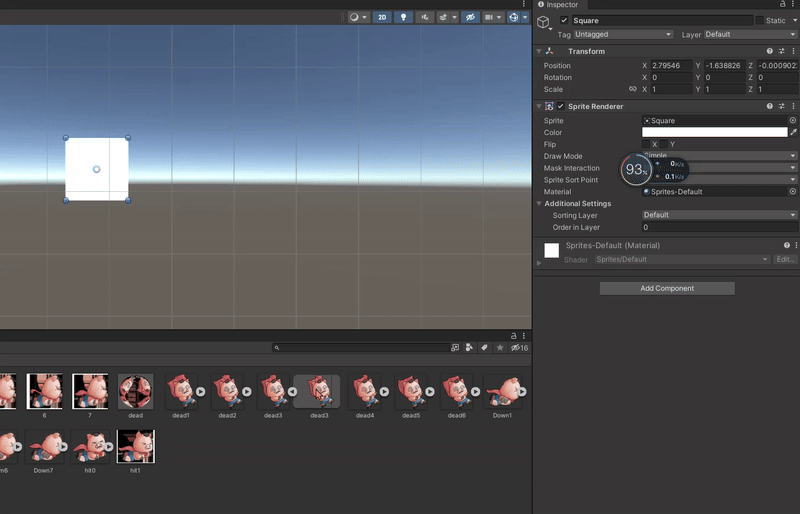 Inspector
Square
Static
Tag Untagged
Layer Default
2D
Transform
Position X 2.79546 Y -1.638826 Z -0.000902
Rotation X 0 Y 0 Z 0
Scale X 1 Y 1 Z 1
Sprite Renderer
Sprite Square
Color
Flip X Y
Draw Mode Simple
Mask Interaction
Sprite Sort Point
93%
0K/s
0.1K/s
Material Sprites-Default
Additional Settings
Sorting Layer Default
Order in Layer 0
Sprites-Default (Material)
Shader Sprites/Default Edit...
Add Component
16
6 7 dead dead1 dead2 dead3 dead3 dead4 dead5 dead6 Down1
m6 Down7 hit0 hit1